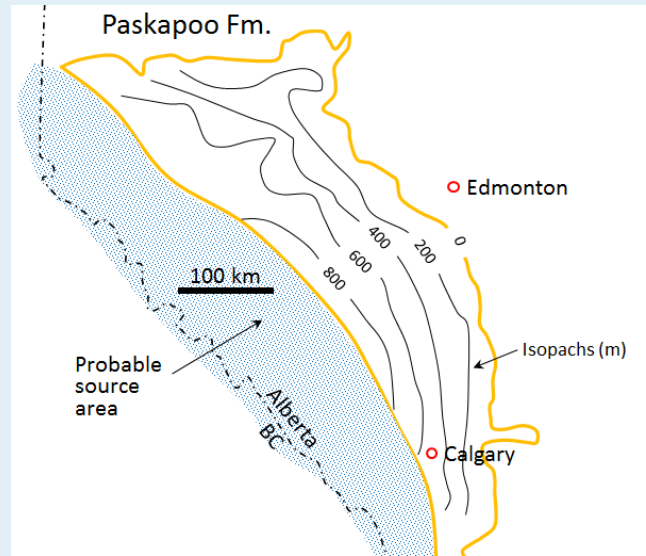 Paskapoo Fm.
Edmonton
0
200
400
600
800
100 km
Isopachs (m)
Probable
source
area
Alberta
BC
Calgary